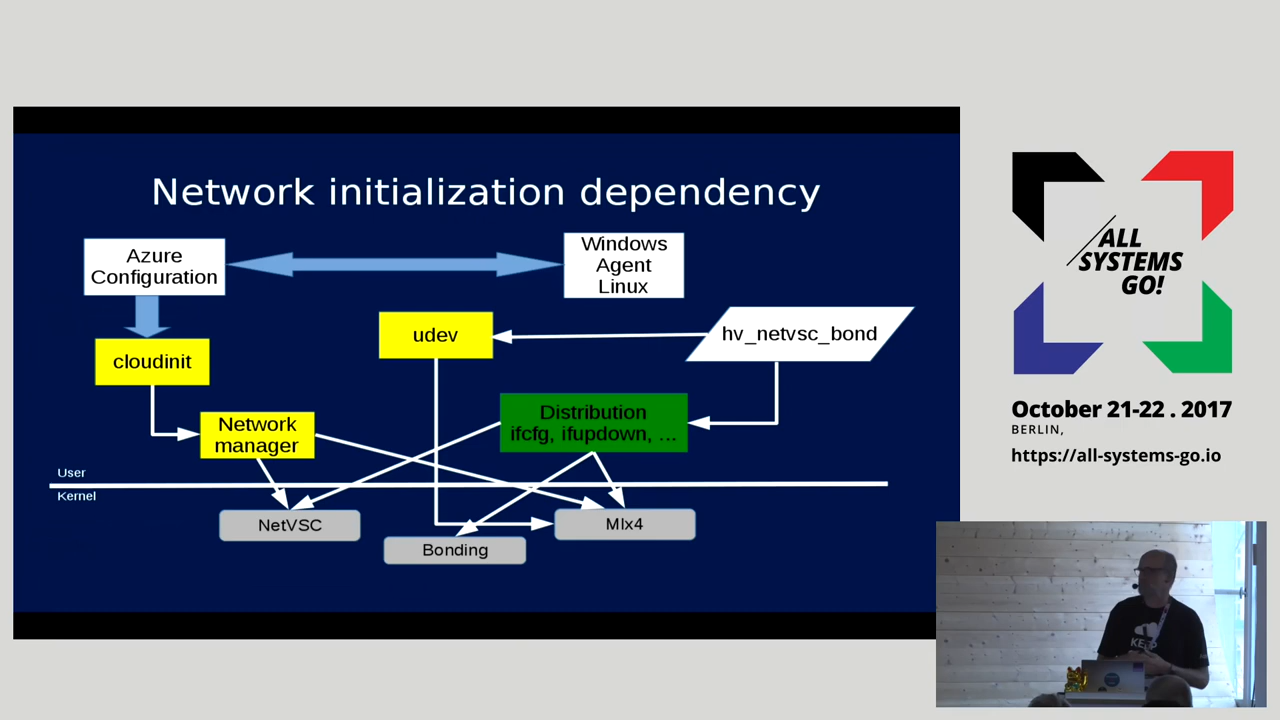 Network initialization dependency
Azure
Configuration
Windows
Agent
Linux
udev
hv_netvsc_bond
cloudinit
Network
manager
Distribution
ifcfg, ifupdown, ...
User
Kernel
NetVSC
Bonding
Mlx4
ALL
SYSTEMS
GO!
October 21-22 . 2017
BERLIN,
https://all-systems-go.io